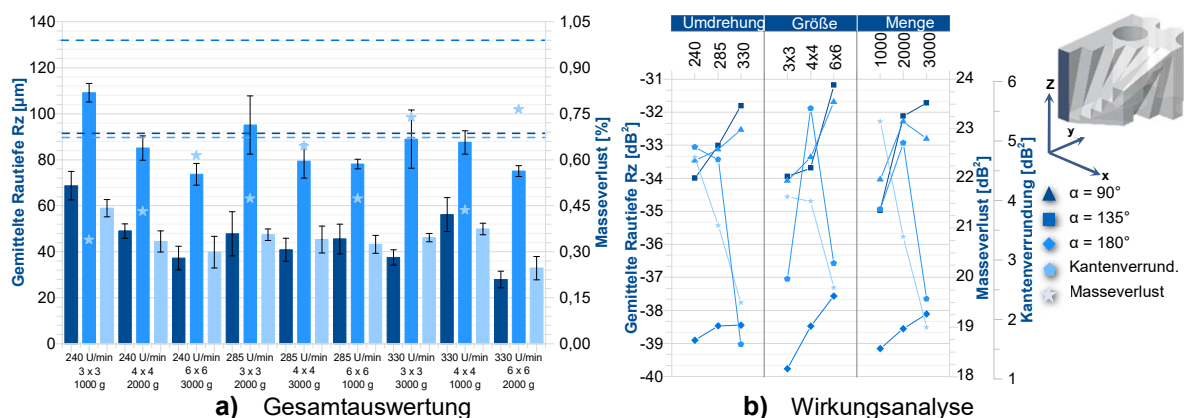 140
120
100
80
60
40
20
0
Gemittelte Rautiefe Rz [µm]
1,05
0,90
0,75
0,60
0,45
0,30
0,15
0,00
Masseverlust [%]
240 U/min
3 x 3
1000 g
240 U/min
4 x 4
2000 g
240 U/min
6 x 6
3000 g
285 U/min
3 x 3
2000 g
285 U/min
4 x 4
3000 g
285 U/min
6 x 6
1000 g
330 U/min
3 x 3
3000 g
330 U/min
4 x 4
1000 g
330 U/min
6 x 6
2000 g
a) Gesamtauswertung
Umdrehung
Größe
Menge
240
285
330
3x3
4x4
6x6
1000
2000
3000
-31
-32
-33
-34
-35
-36
-37
-38
-39
-40
Gemittelte Rautiefe Rz [dB²]
24
23
22
21
20
19
18
Masseverlust [dB²]
6
5
4
3
2
1
Kantenverrundung [dB²]
b) Wirkungsanalyse
Z
y
x
α = 90°
α = 135°
α = 180°
Kantenverrund.
Masseverlust